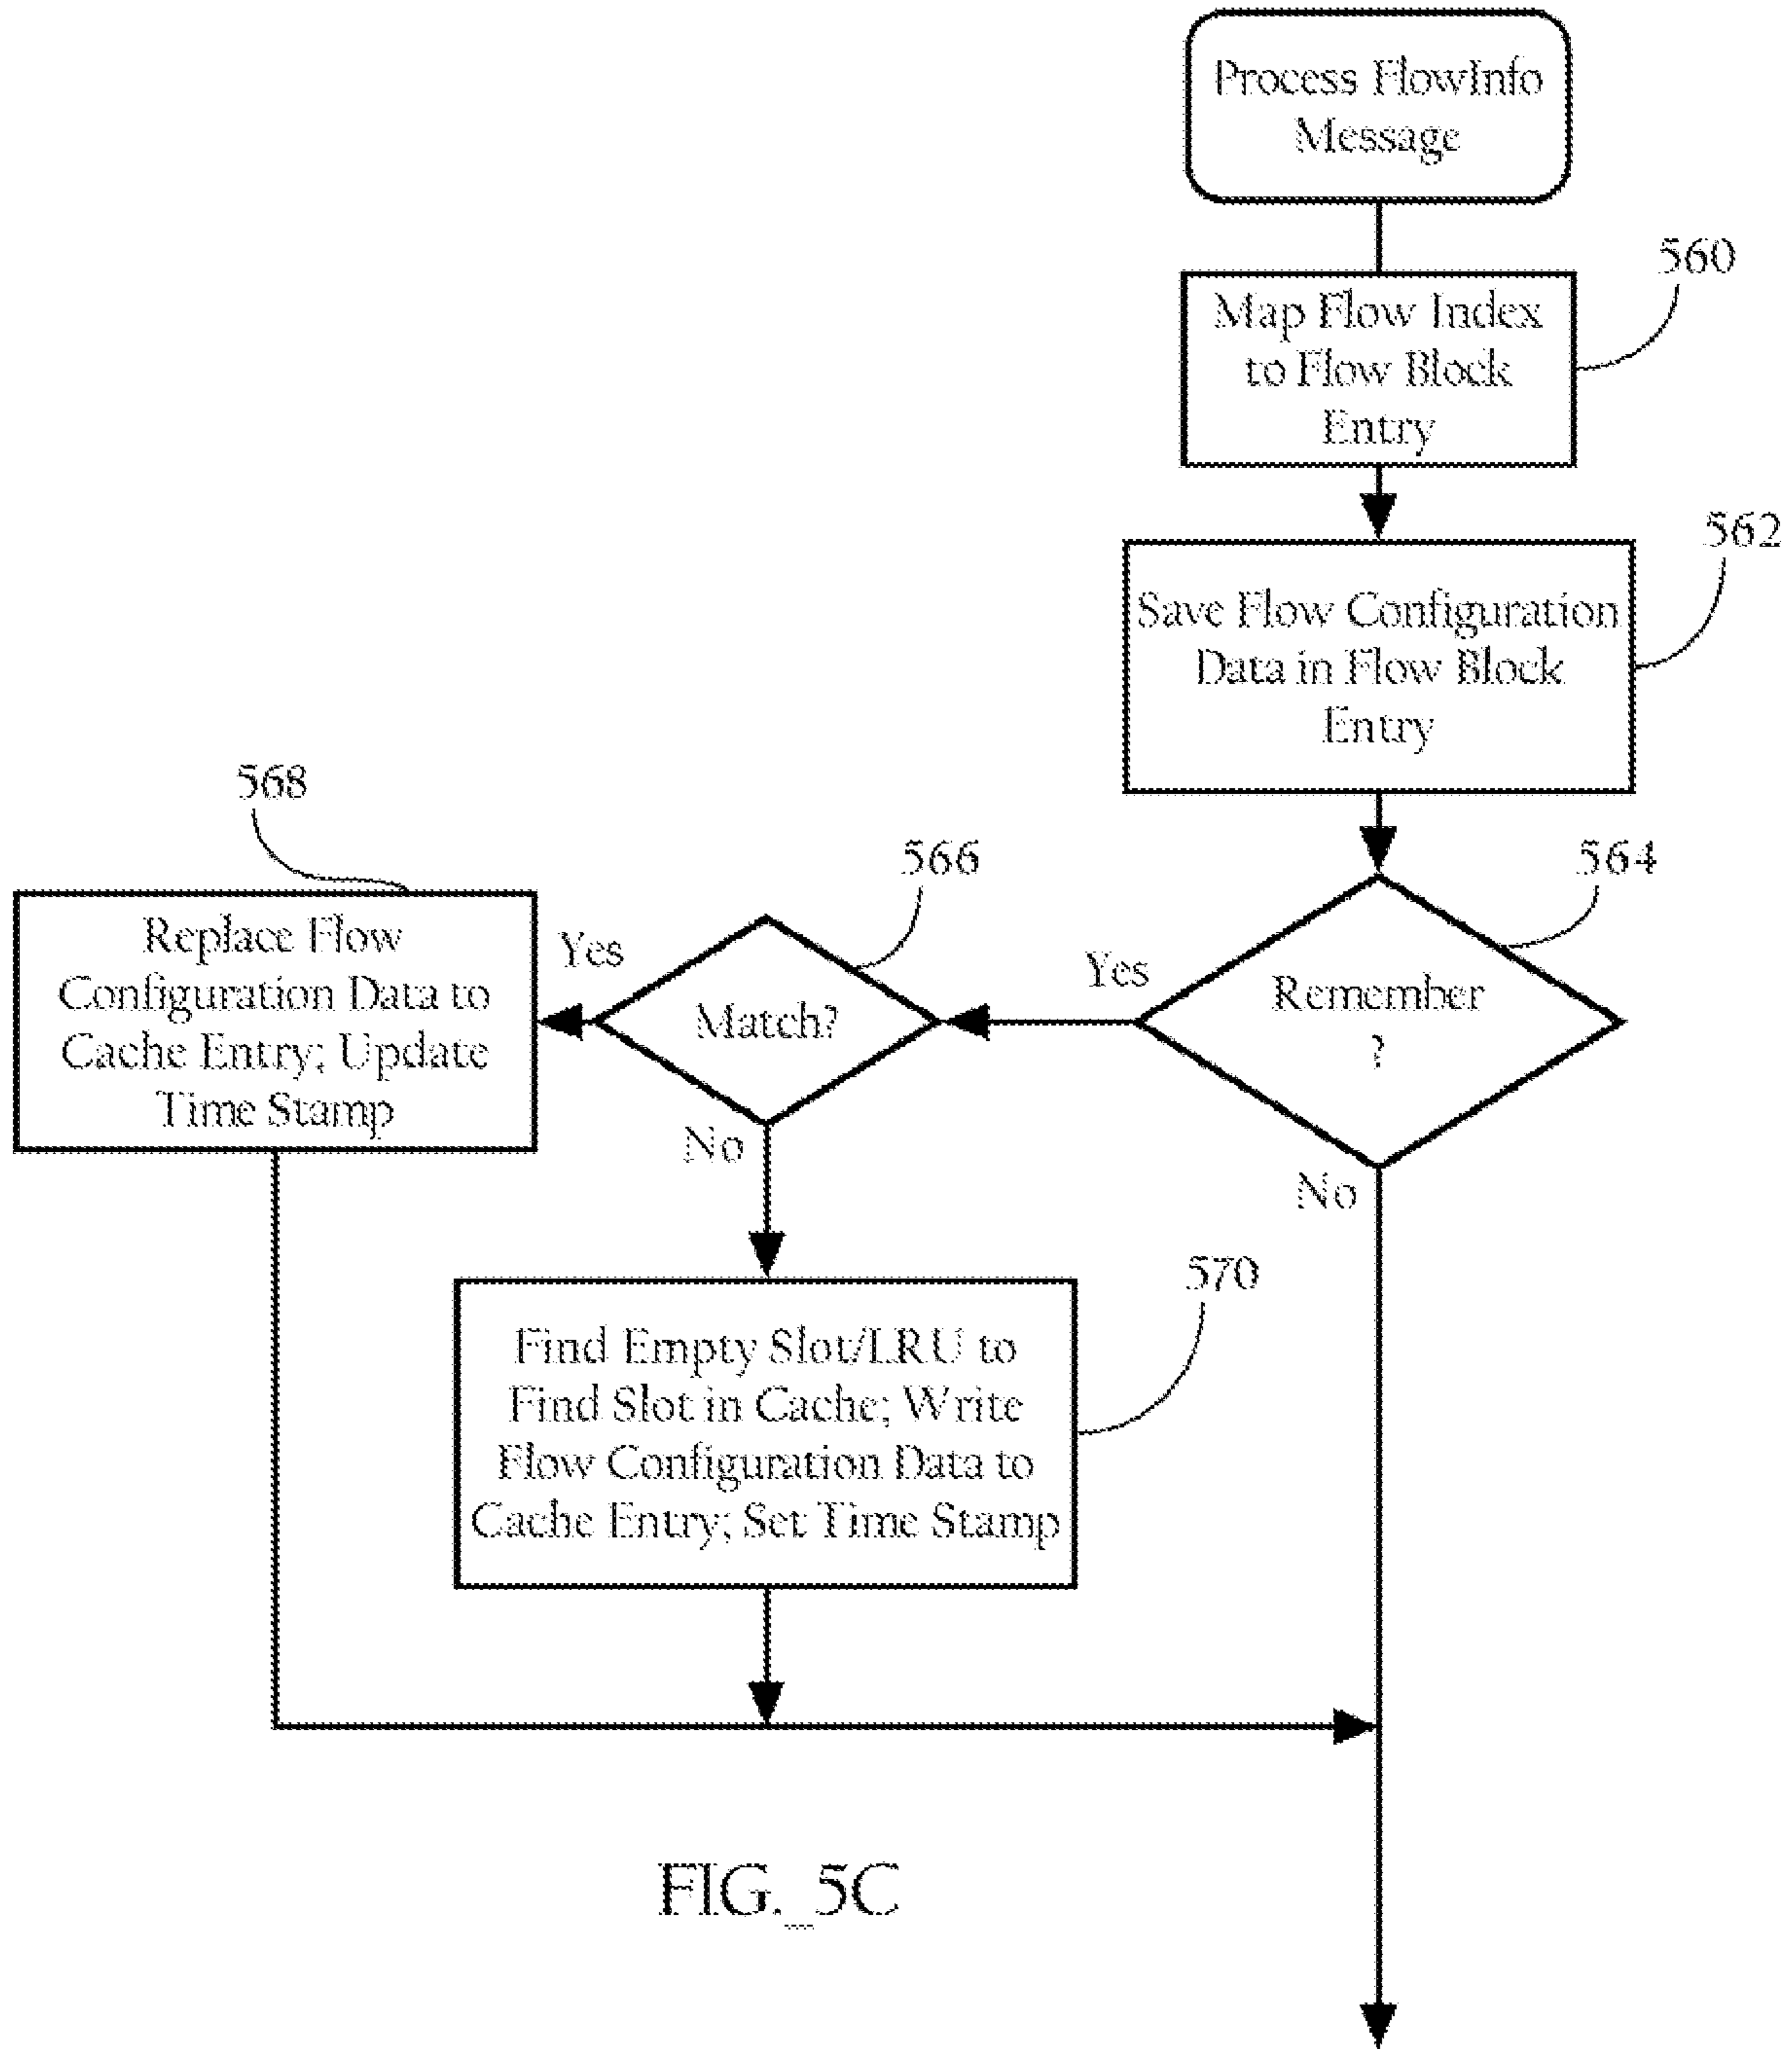 Process FlowInfo
Message
560
Map Flow Index
to Flow Block
Entry
562
Save Flow Configuration
Data in Flow Block
Entry
564
Remember
?
Yes
No
566
Match?
Yes
No
568
Replace Flow
Configuration Data to
Cache Entry; Update
Time Stamp
570
Find Empty Slot/LRU to
Find Slot in Cache; Write
Flow Configuration Data to
Cache Entry; Set Time Stamp
FIG._5C